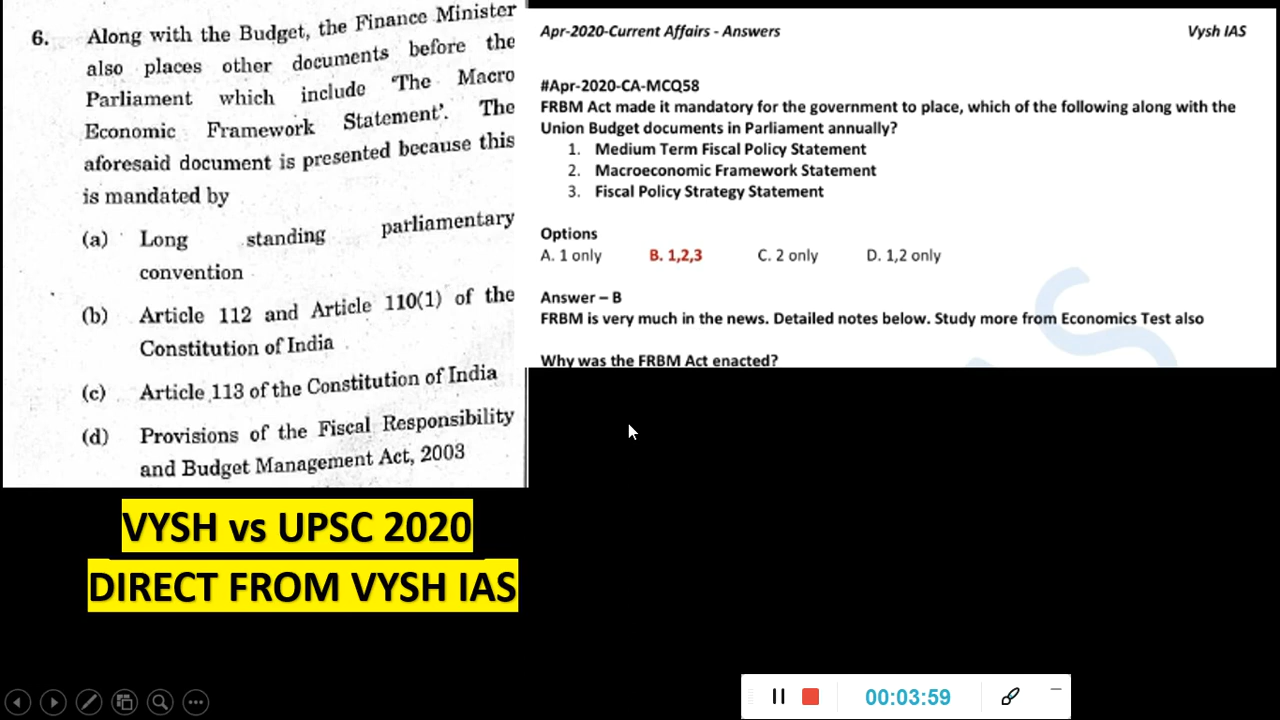 6. Along with the Budget, the Finance Minister
also places other documents before the
Parliament which include 'The Macro
Economic Framework Statement'. The
aforesaid document is presented because this
is mandated by
(a) Long standing parliamentary
convention
(b) Article 112 and Article 110(1) of the
Constitution of India
(c) Article 113 of the Constitution of India
(d) Provisions of the Fiscal Responsibility
and Budget Management Act, 2003
Apr-2020-Current Affairs - Answers Vysh IAS
#Apr-2020-CA-MCQ58
FRBM Act made it mandatory for the government to place, which of the following along with the
Union Budget documents in Parliament annually?
1. Medium Term Fiscal Policy Statement
2. Macroeconomic Framework Statement
3. Fiscal Policy Strategy Statement
Options
A. 1 only B. 1,2,3 C. 2 only D. 1,2 only
Answer – B
FRBM is very much in the news. Detailed notes below. Study more from Economics Test also
Why was the FRBM Act enacted?
VYSH vs UPSC 2020
DIRECT FROM VYSH IAS
00:03:59